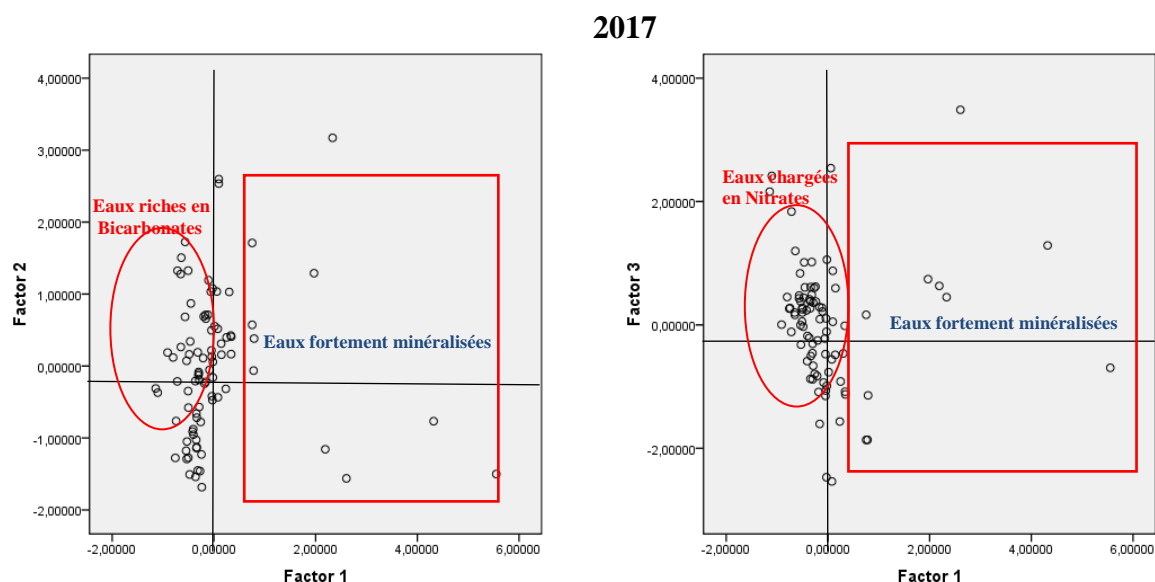 2017
4,00000
3,00000
2,00000
1,00000
0,00000
-1,00000
-2,00000
Factor 2
Eaux riches en
Bicarbonates
Eaux fortement minéralisées
-2,00000 0,00000 2,00000 4,00000 6,00000
Factor 1
4,00000
2,00000
0,00000
-2,00000
Factor 3
Eaux chargées
en Nitrates
Eaux fortement minéralisées
-2,00000 0,00000 2,00000 4,00000 6,00000
Factor 1